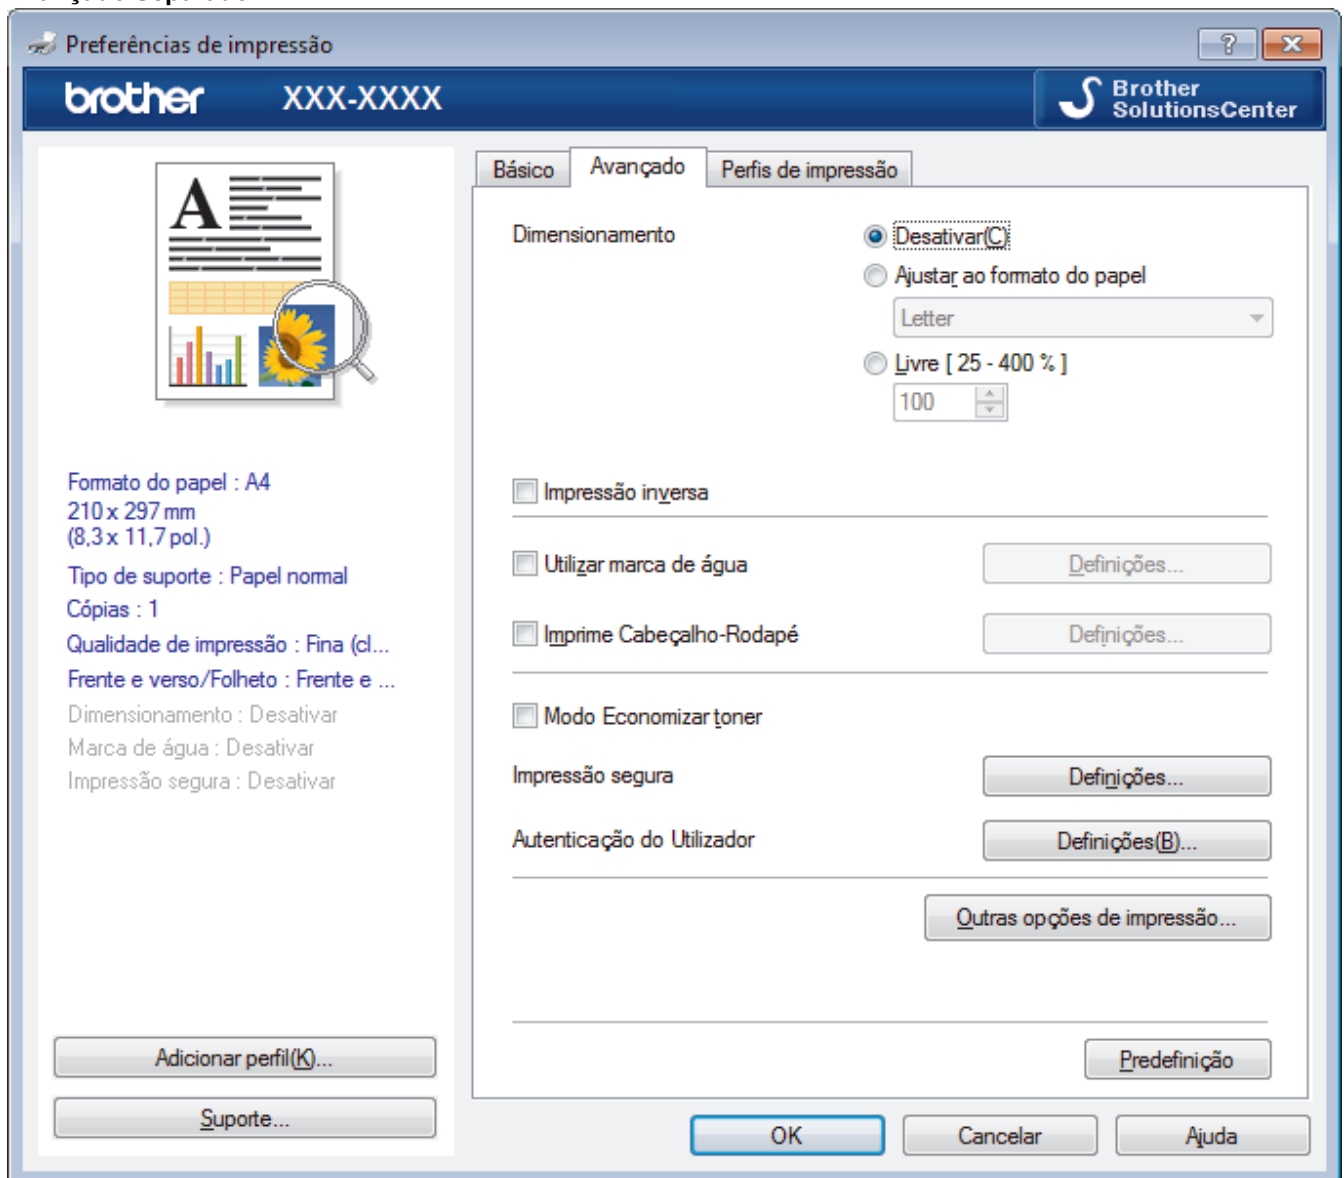 Preferências de impressão
brother XXX-XXXX
Brother
SolutionsCenter
A
Formato do papel : A4
210 x 297 mm
(8,3 x 11,7 pol.)
Tipo de suporte : Papel normal
Cópias : 1
Qualidade de impressão : Fina (cl...
Frente e verso/Folheto : Frente e ...
Dimensionamento : Desativar
Marca de água : Desativar
Impressão segura : Desativar
Adicionar perfil(K)...
Suporte...
Básico
Avançado
Perfis de impressão
Dimensionamento
Desativar(C)
Ajustar ao formato do papel
Letter
Livre [ 25 - 400 % ]
100
Impressão inversa
Utilizar marca de água
Definições...
Imprime Cabeçalho-Rodapé
Definições...
Modo Economizar toner
Impressão segura
Definições...
Autenticação do Utilizador
Definições(B)...
Outras opções de impressão...
Predefinição
OK
Cancelar
Ajuda